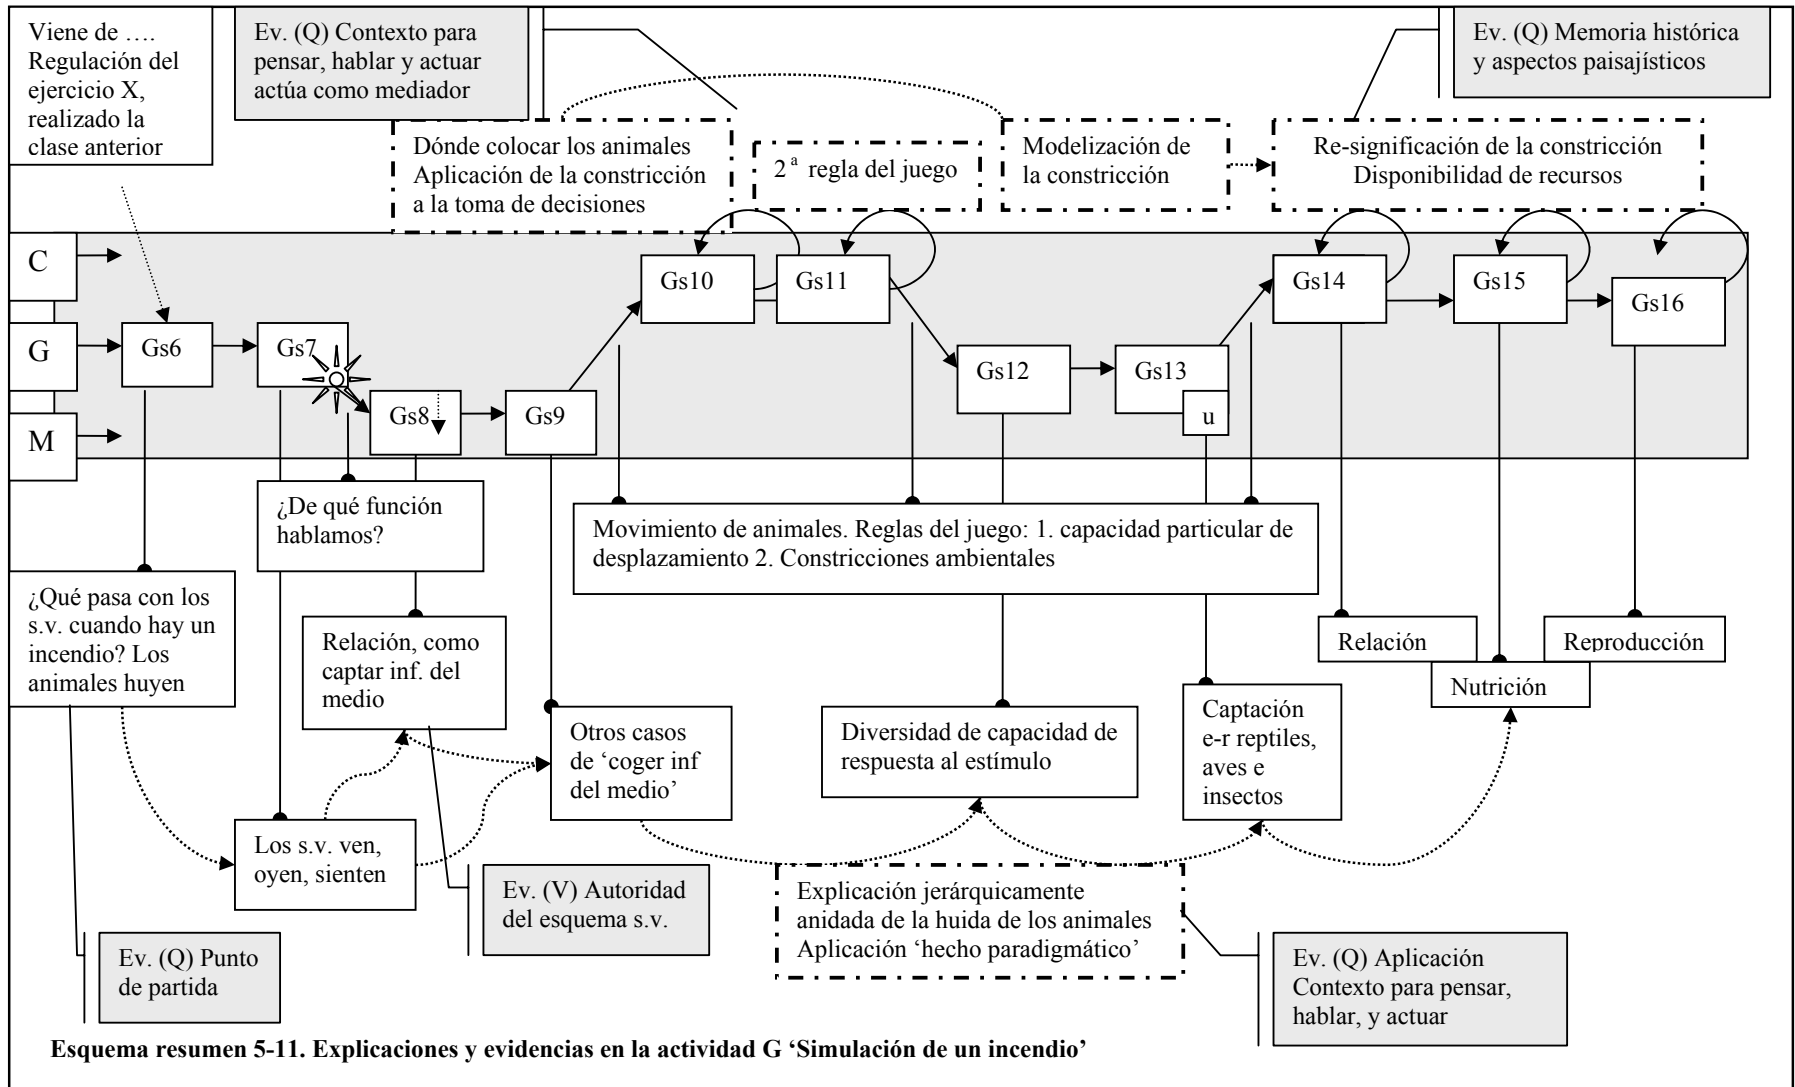 Viene de ….
Regulación del
ejercicio X,
realizado la
clase anterior
Ev. (Q) Contexto para
pensar, hablar y actuar
actúa como mediador
Ev. (Q) Memoria histórica
y aspectos paisajísticos
Dónde colocar los animales
Aplicación de la constricción
a la toma de decisiones
2ª regla del juego
Modelización de
la constricción
Re-significación de la constricción
Disponibilidad de recursos
C
G
M
Gs6
Gs7
Gs8
Gs9
Gs10
Gs11
Gs12
Gs13
u
Gs14
Gs15
Gs16
¿De qué función
hablamos?
Movimiento de animales. Reglas del juego: 1. capacidad particular de
desplazamiento 2. Constricciones ambientales
¿Qué pasa con los
s.v. cuando hay un
incendio? Los
animales huyen
Relación, como
captar inf. del
medio
Relación
Reproducción
Nutrición
Otros casos
de ‘coger inf
del medio’
Diversidad de capacidad de
respuesta al estímulo
Captación
e-r reptiles,
aves e
insectos
Los s.v. ven,
oyen, sienten
Ev. (V) Autoridad
del esquema s.v.
Explicación jerárquicamente
anidada de la huida de los animales
Aplicación ‘hecho paradigmático’
Ev. (Q) Punto
de partida
Ev. (Q) Aplicación
Contexto para pensar,
hablar, y actuar
Esquema resumen 5-11. Explicaciones y evidencias en la actividad G ‘Simulación de un incendio’